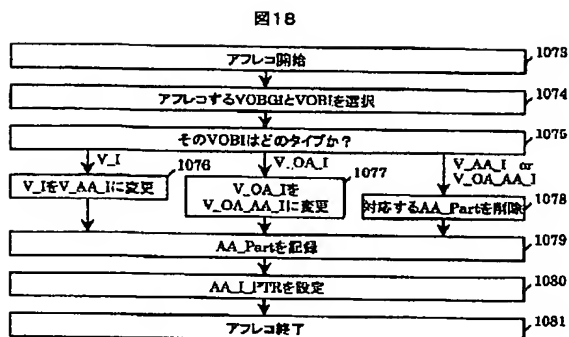 図18
アフレコ開始 1073
アフレコするVOBGIとVOBIを選択 1074
そのVOBIはどのタイプか? 1075
V_I
V_OA_I
V_AA_I or
V_OA_AA_I
1076
1077
1078
V_IをV_AA_Iに変更
V_OA_Iを
V_OA_AA_Iに変更
対応するAA_Partを削除
AA_Partを記録 1079
AA_I_PTRを設定 1080
アフレコ終了 1081